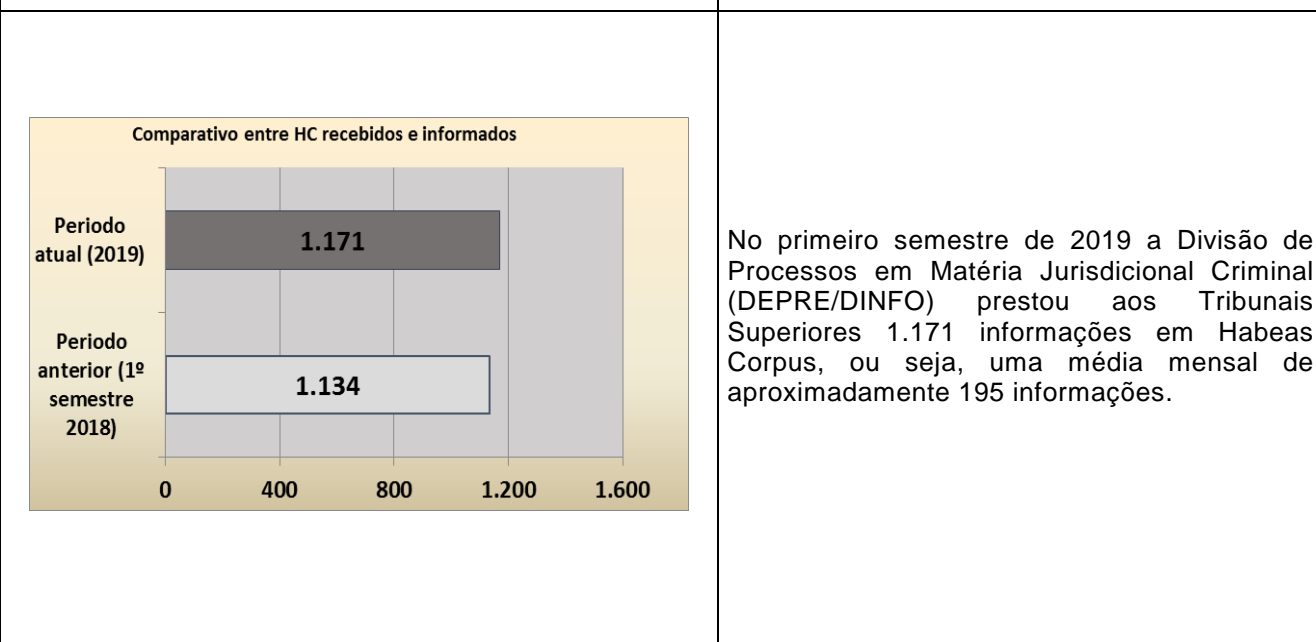 Comparativo entre HC recebidos e informados
Periodo
atual (2019)
1.171
Periodo
anterior (1º
semestre
2018)
1.134
0 400 800 1.200 1.600
No primeiro semestre de 2019 a Divisão de
Processos em Matéria Jurisdicional Criminal
(DEPRE/DINFO) prestou aos Tribunais
Superiores 1.171 informações em Habeas
Corpus, ou seja, uma média mensal de
aproximadamente 195 informações.